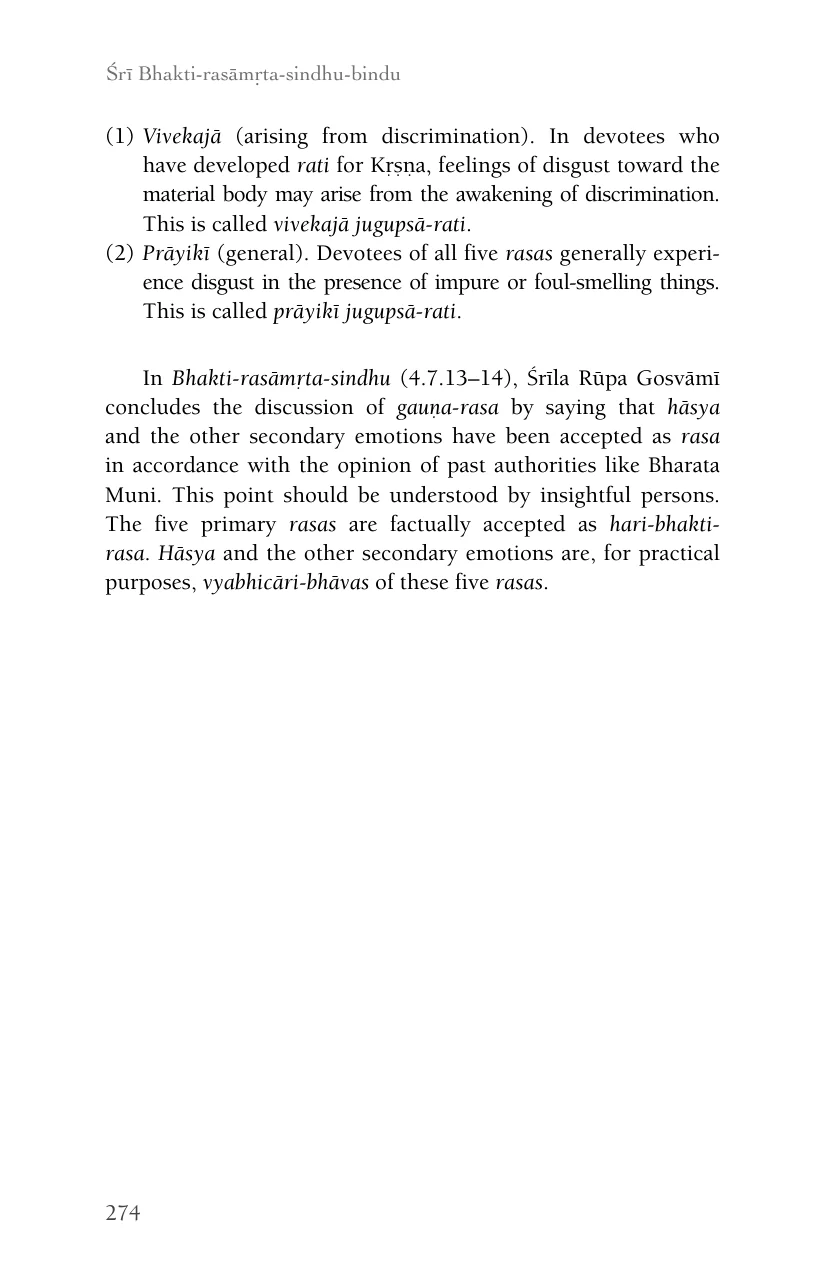 Śrī Bhakti-rasāmṛta-sindhu-bindu
(1) Vivekajā (arising from discrimination). In devotees who
have developed rati for Kṛṣṇa, feelings of disgust toward the
material body may arise from the awakening of discrimination.
This is called vivekajā jugupsā-rati.
(2) Prāyikī (general). Devotees of all five rasas generally experi-
ence disgust in the presence of impure or foul-smelling things.
This is called prāyikī jugupsā-rati.
In Bhakti-rasāmṛta-sindhu (4.7.13–14), Śrīla Rūpa Gosvāmī
concludes the discussion of gauṇa-rasa by saying that hāsya
and the other secondary emotions have been accepted as rasa
in accordance with the opinion of past authorities like Bharata
Muni. This point should be understood by insightful persons.
The five primary rasas are factually accepted as hari-bhakti-
rasa. Hāsya and the other secondary emotions are, for practical
purposes, vyabhicāri-bhāvas of these five rasas.
274